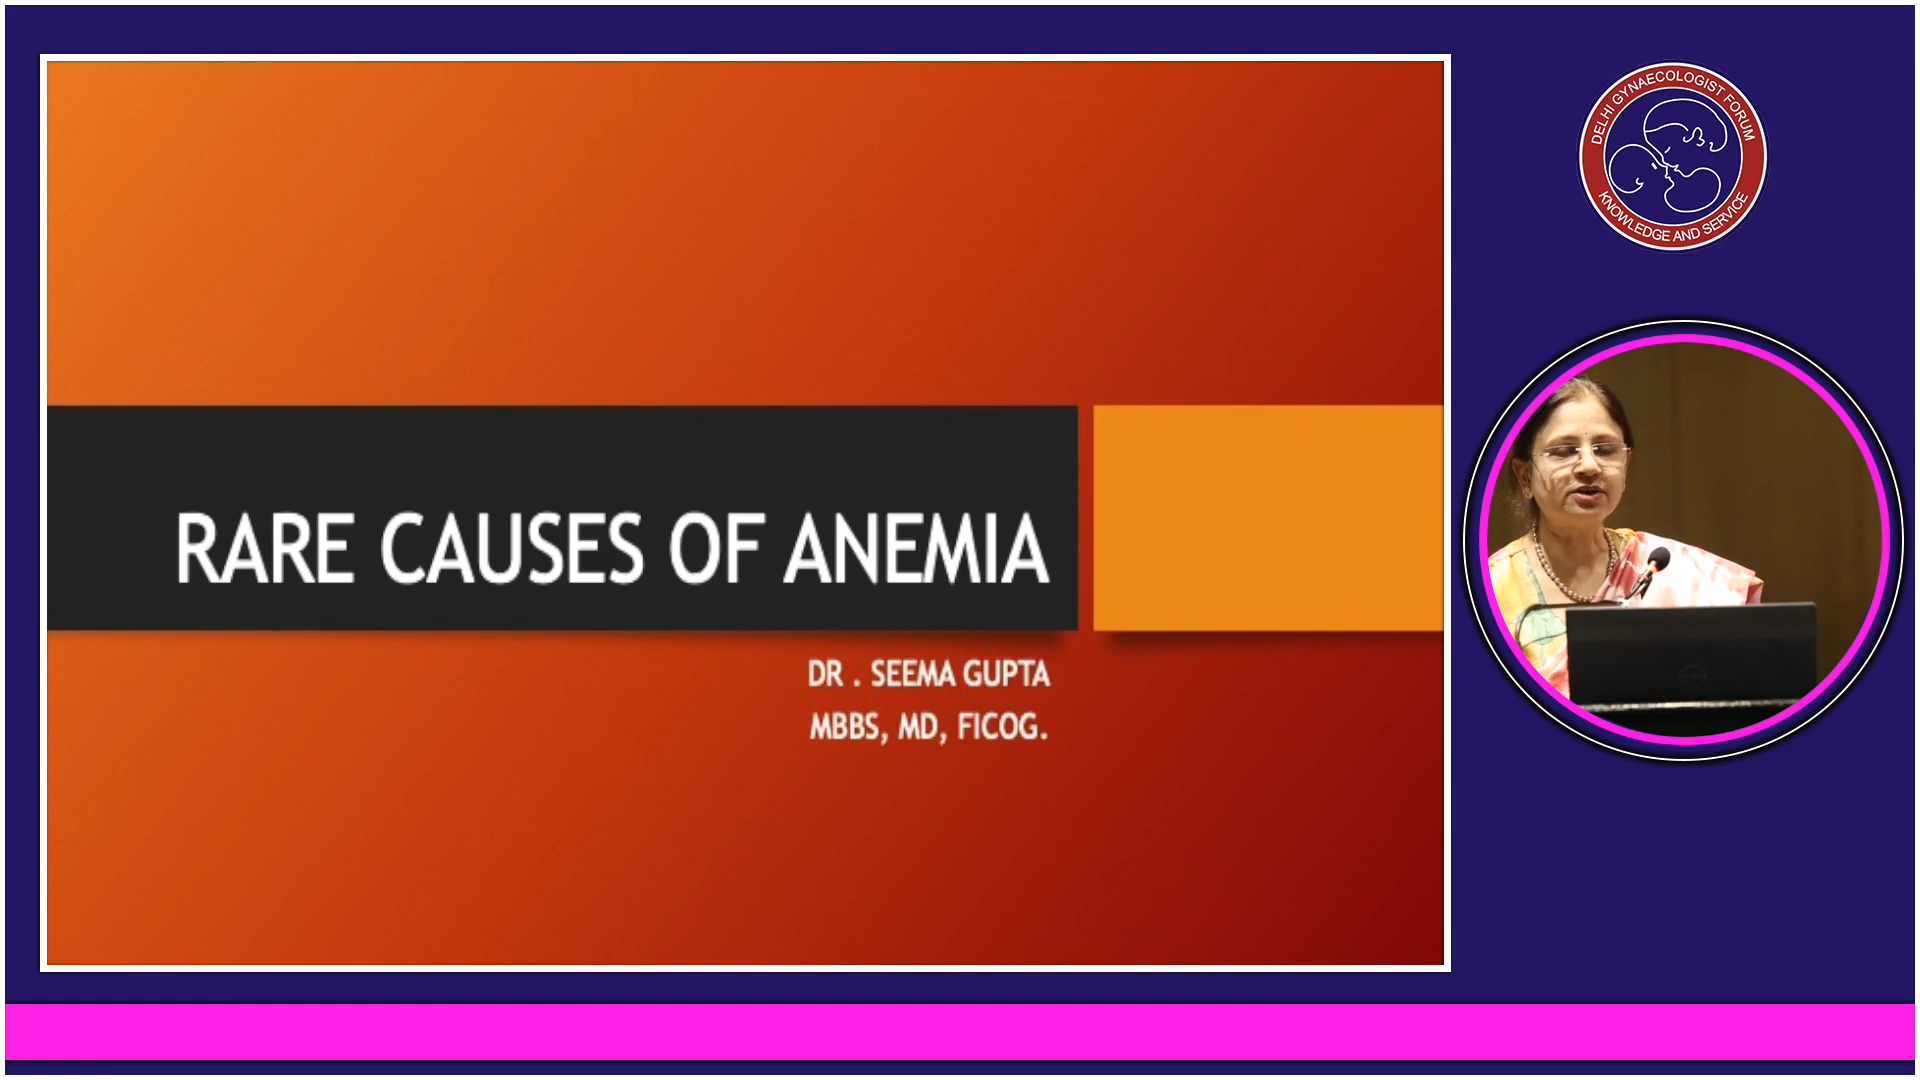 RARE CAUSES OF ANEMIA
DR . SEEMA GUPTA
MBBS, MD, FICOG.
DELHI GYNAECOLOGIST FORUM
KNOWLEDGE AND SERVICE